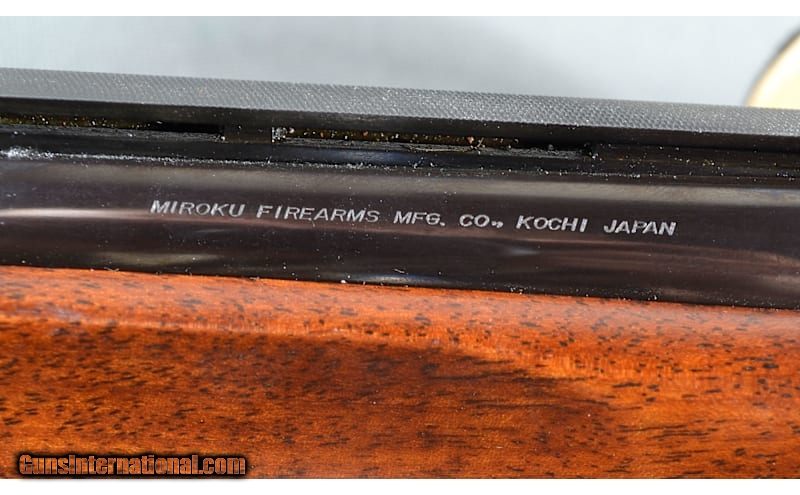 MIROKU FIREARMS MFG. CO., KOCHI JAPAN
GunsInternational.com